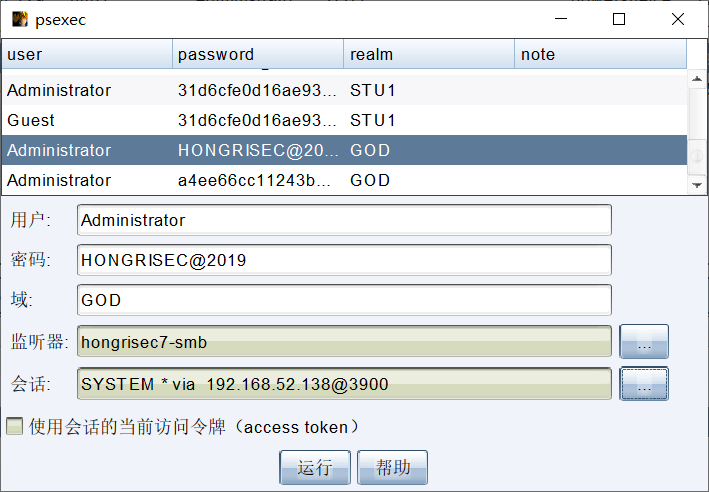 psexec
user password realm note
Administrator 31d6cfe0d16ae93... STU1
Guest 31d6cfe0d16ae93... STU1
Administrator HONGRISEC@20... GOD
Administrator a4ee66cc11243b... GOD
用户: Administrator
密码: HONGRISEC@2019
域: GOD
监听器: hongrisec7-smb ...
会话: SYSTEM * via 192.168.52.138@3900 ...
使用会话的当前访问令牌（access token）
运行 帮助